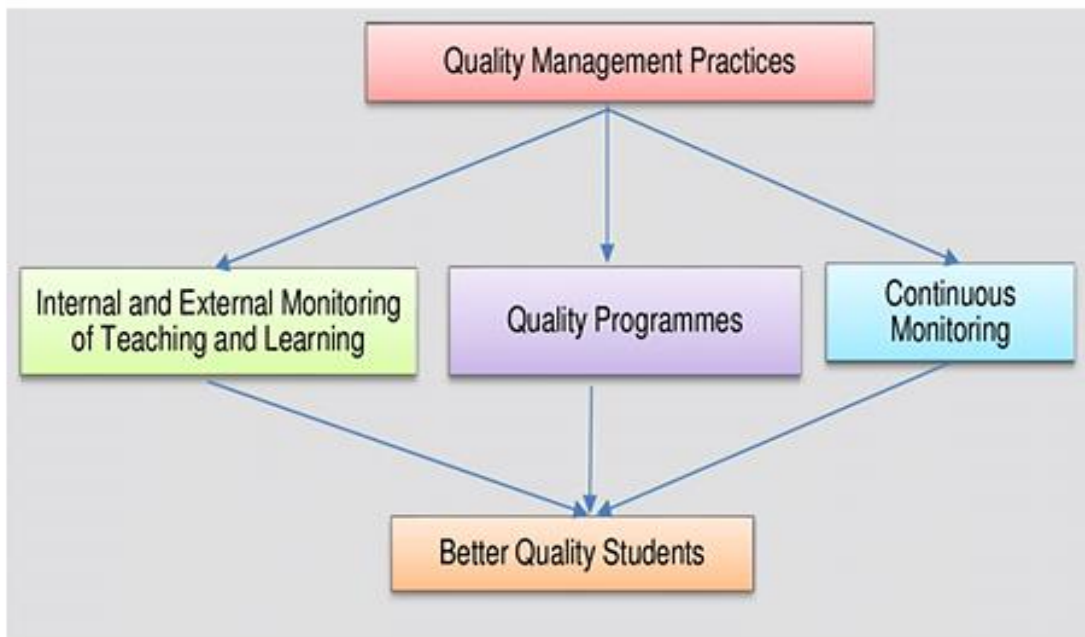 Quality Management Practices
Internal and External Monitoring
of Teaching and Learning
Quality Programmes
Continuous
Monitoring
Better Quality Students